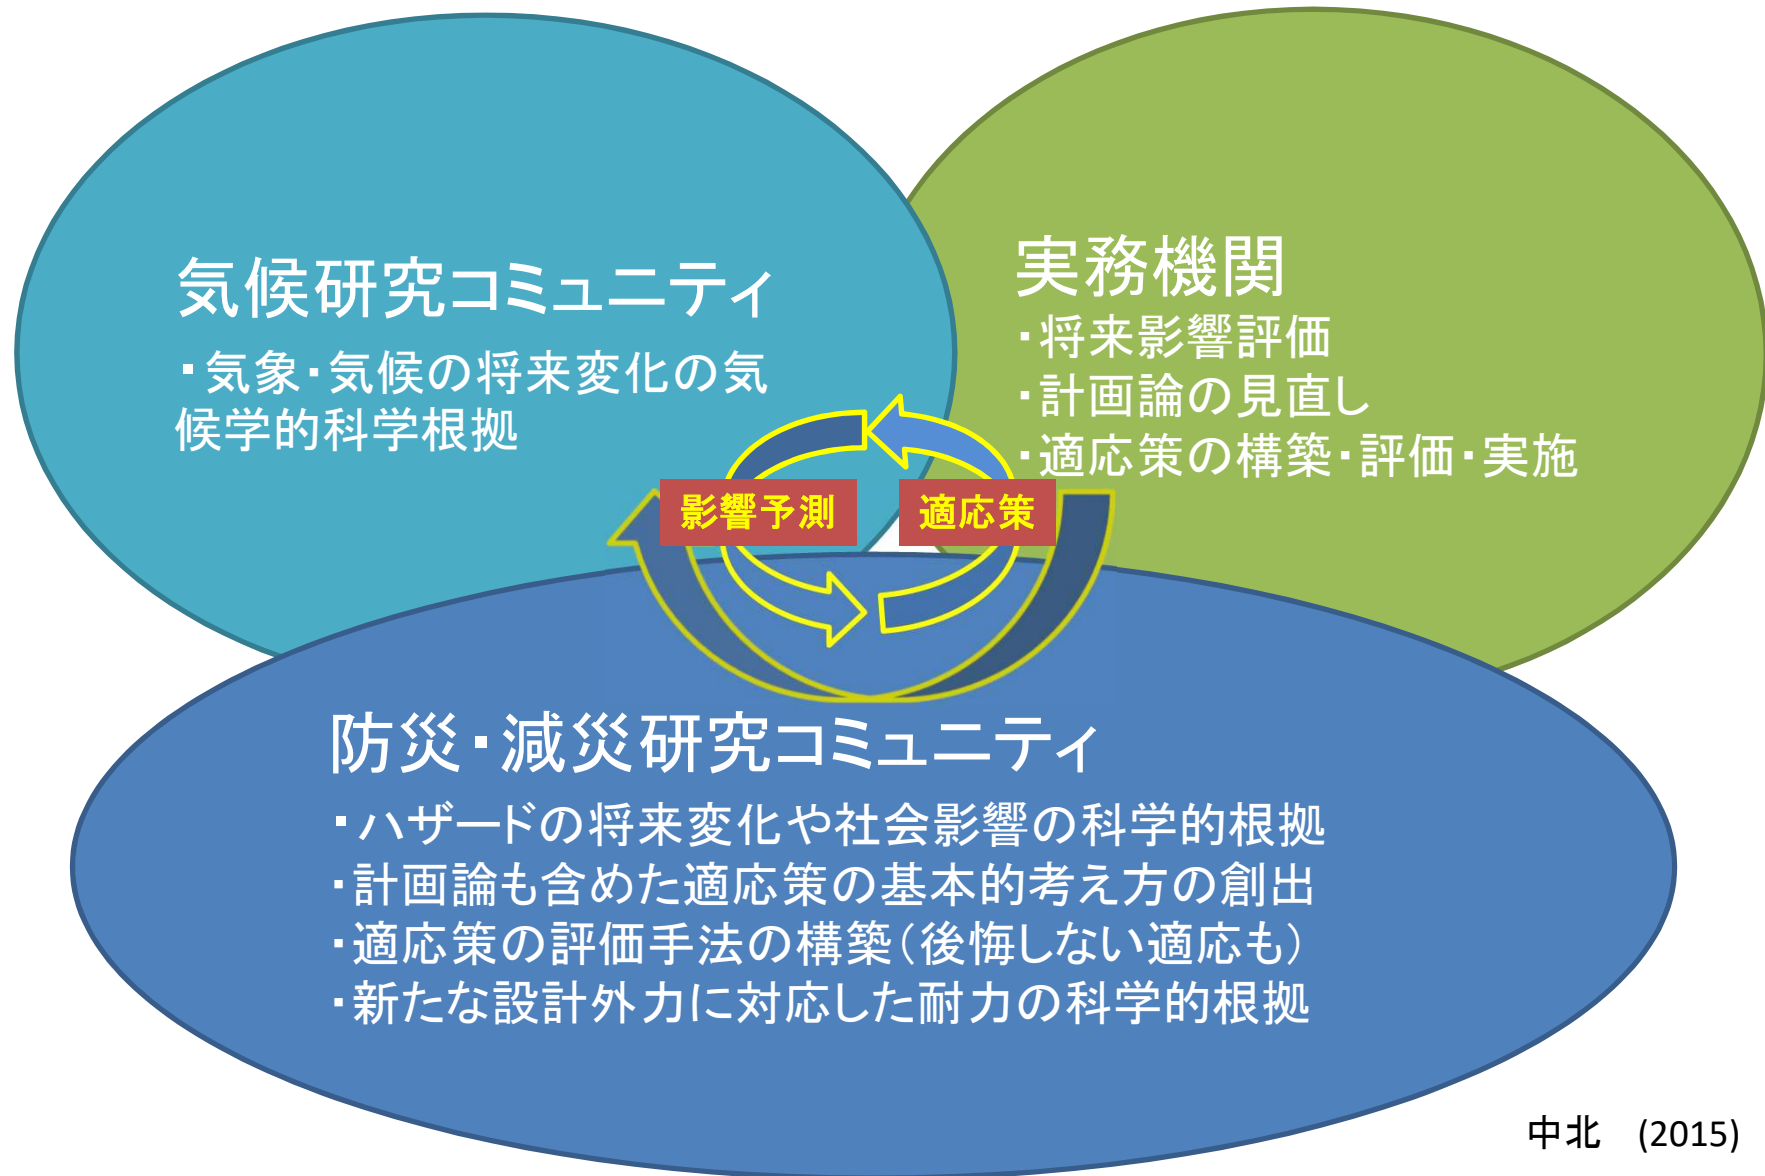 気候研究コミュニティ
・気象・気候の将来変化の気
候学的科学根拠
実務機関
・将来影響評価
・計画論の見直し
・適応策の構築・評価・実施
影響予測
適応策
防災・減災研究コミュニティ
・ハザードの将来変化や社会影響の科学的根拠
・計画論も含めた適応策の基本的考え方の創出
・適応策の評価手法の構築（後悔しない適応も）
・新たな設計外力に対応した耐力の科学的根拠
中北　(2015)